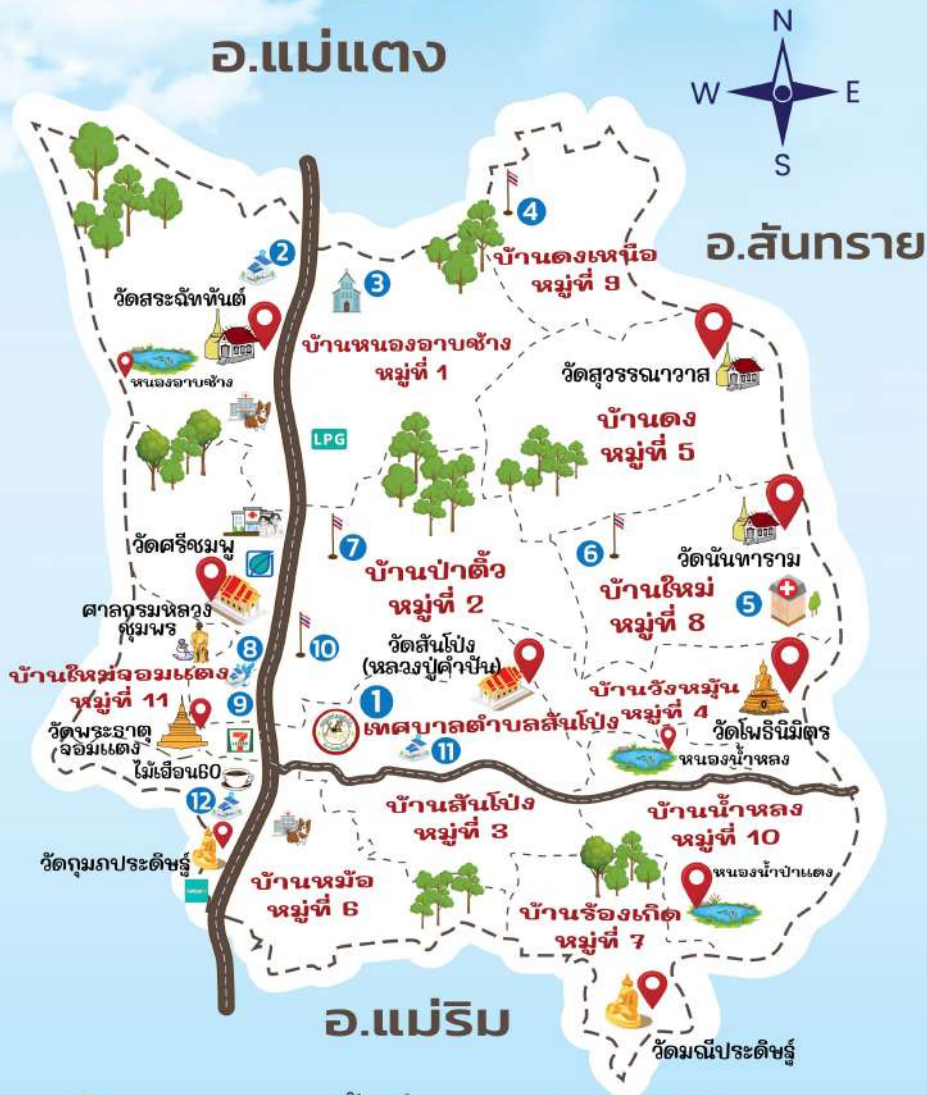 อ.แม่แตง
N
W
E
S
อ.สันทราย
4
บ้านดงเหนือ
หมู่ที่ 9
2
3
วัดสระฉัททันต์
บ้านหนองอาบช้าง
หมู่ที่ 1
หนองอาบช้าง
วัดสุวรรณาวาส
บ้านดง
หมู่ที่ 5
LPG
วัดศรีชมพู
7
6
วัดนันทาราม
บ้านป่าติ้ว
หมู่ที่ 2
บ้านใหม่
หมู่ที่ 8
5
ศาลกรมหลวง
ชุมพร
8
10
วัดสันโป่ง
(หลวงปู่คำปัน)
บ้านใหม่จอมแตง
หมู่ที่ 11
9
1
เทศบาลตำบลสันโป่ง
บ้านวังหมุ้น
หมู่ที่ 4
วัดพระธาตุ
จอมแตง
11
วัดโพธินิมิตร
หนองน้ำหลง
7
ไม้เฮือน60
12
บ้านสันโป่ง
หมู่ที่ 3
บ้านน้ำหลง
หมู่ที่ 10
วัดกุมภประดิษฐ์
บ้านหม้อ
หมู่ที่ 6
หนองน้ำป่าแดง
บ้านร้องเกิด
หมู่ที่ 7
อ.แม่ริม
วัดมณีประดิษฐ์